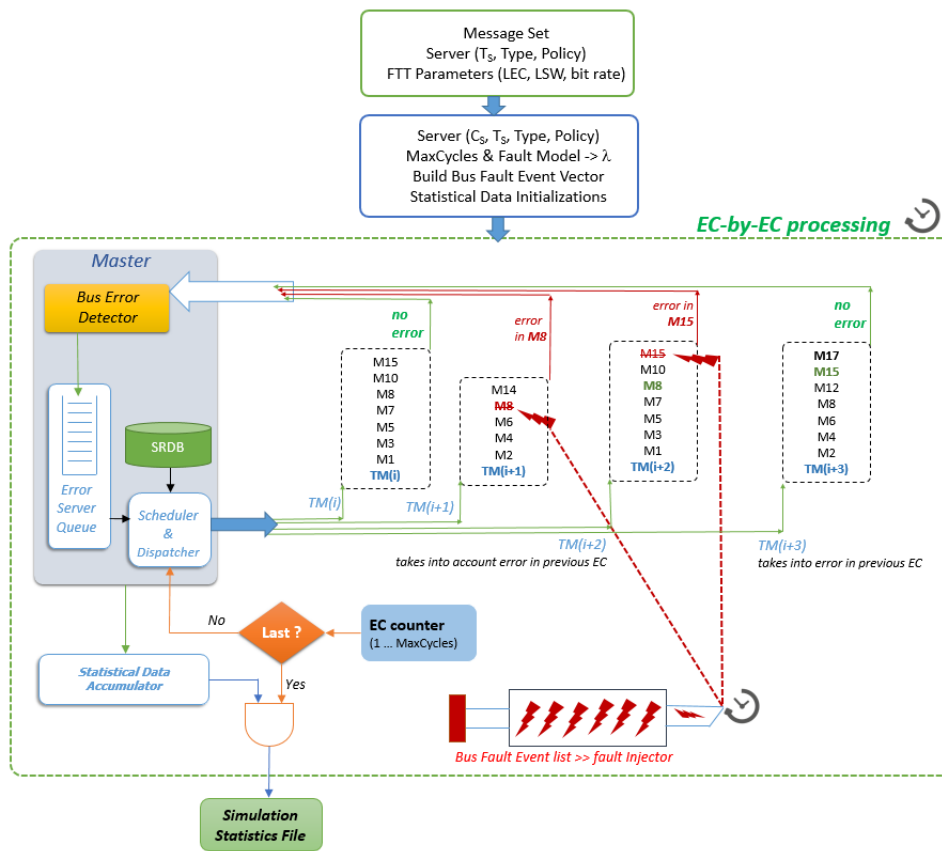 Message Set
Server (TS, Type, Policy)
FTT Parameters (LEC, LSW, bit rate)
Server (CS, TS, Type, Policy)
MaxCycles & Fault Model -> λ
Build Bus Fault Event Vector
Statistical Data Initializations
EC-by-EC processing
Master
Bus Error
Detector
Error
Server
Queue
SRDB
Scheduler
&
Dispatcher
no
error
M15
M10
M8
M7
M5
M3
M1
TM(i)
TM(i)
error
in M8
M14
M8
M6
M4
M2
TM(i+1)
TM(i+1)
error in
M15
M15
M10
M8
M7
M5
M3
M1
TM(i+2)
TM(i+2)
takes into account error in previous EC
no
error
M17
M15
M12
M8
M6
M4
M2
TM(i+3)
TM(i+3)
takes into error in previous EC
No
Last ?
Yes
EC counter
(1 ... MaxCycles)
Statistical Data
Accumulator
Bus Fault Event list >> fault Injector
Simulation
Statistics File